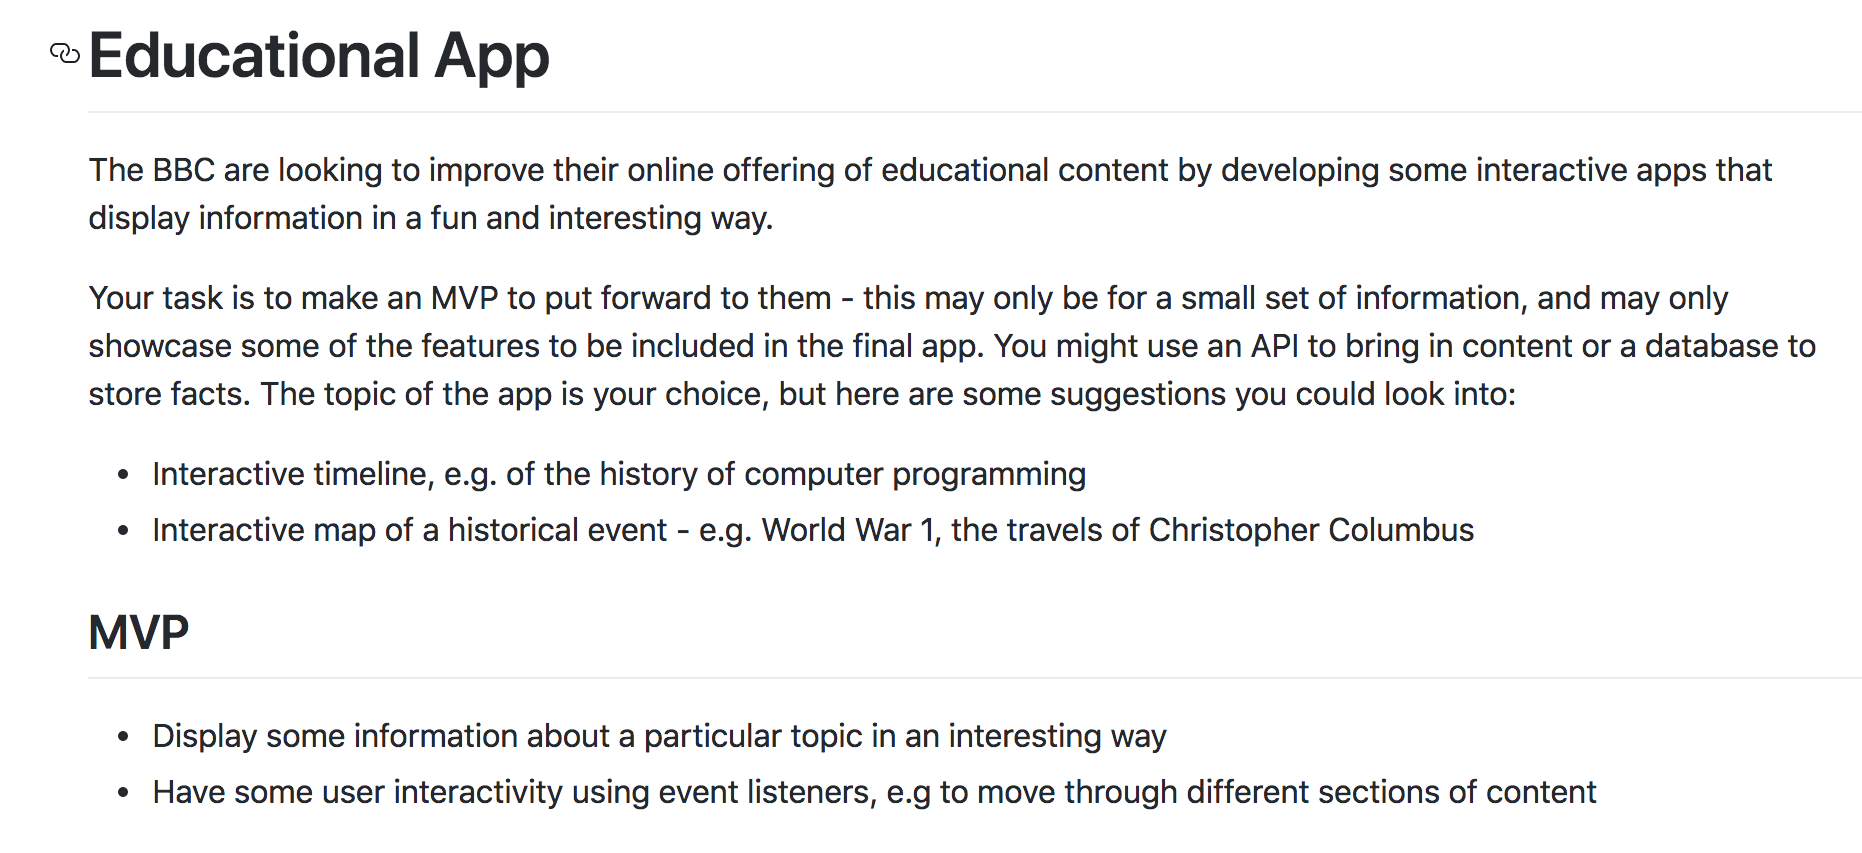 Educational App
The BBC are looking to improve their online offering of educational content by developing some interactive apps that
display information in a fun and interesting way.
Your task is to make an MVP to put forward to them - this may only be for a small set of information, and may only
showcase some of the features to be included in the final app. You might use an API to bring in content or a database to
store facts. The topic of the app is your choice, but here are some suggestions you could look into:
• Interactive timeline, e.g. of the history of computer programming
• Interactive map of a historical event - e.g. World War 1, the travels of Christopher Columbus
MVP
• Display some information about a particular topic in an interesting way
• Have some user interactivity using event listeners, e.g to move through different sections of content